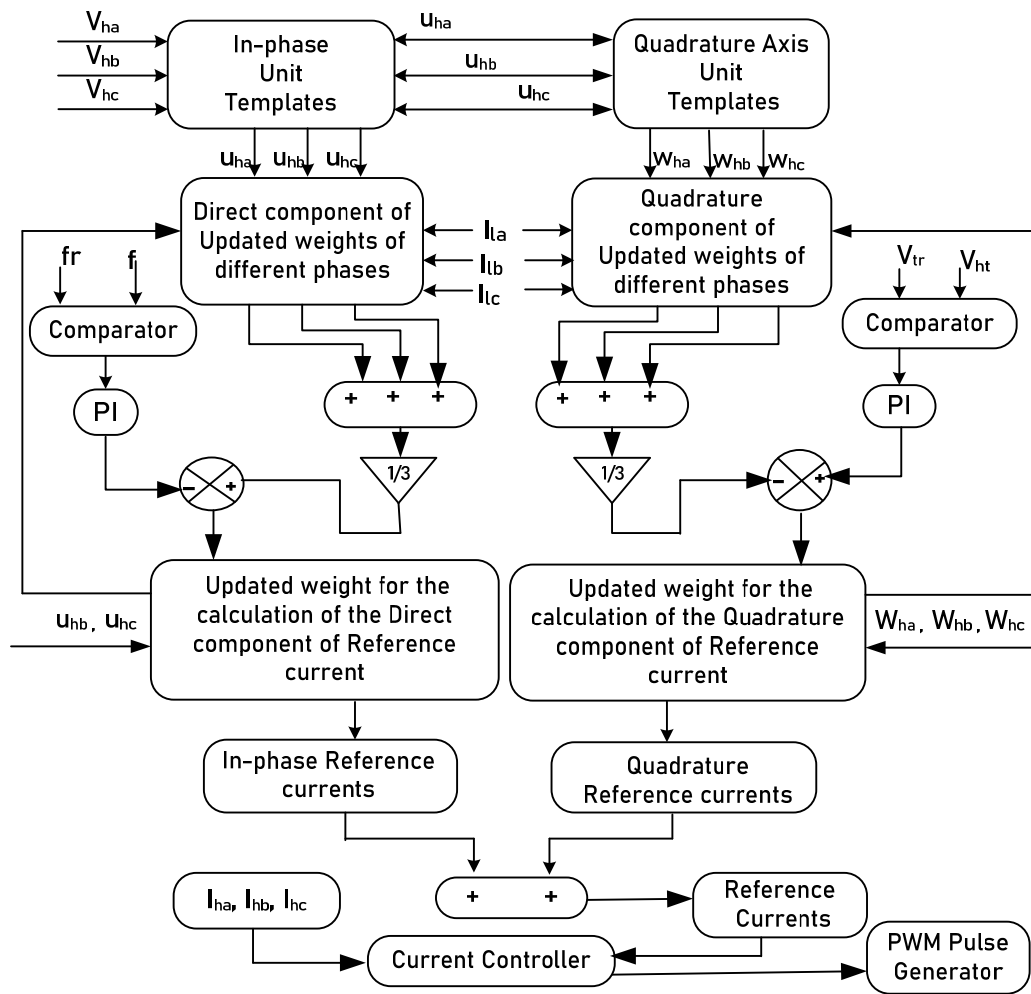 Vha
Vhb
Vhc
In-phase
Unit
Templates
uha
uhb
uhc
Quadrature Axis
Unit
Templates
uha
uhb
uhc
wha
whb
whc
Direct component of
Updated weights of
different phases
Ila
Ilb
Ilc
Quadrature
component of
Updated weights of
different phases
fr
f
Comparator
PI
Vtr
Vht
Comparator
PI
+ + +
+ + +
1/3
1/3
- +
- +
Updated weight for the
calculation of the Direct
component of Reference
current
uhb, uhc
Updated weight for the
calculation of the Quadrature
component of Reference
current
Wha, Whb, Whc
In-phase Reference
currents
Quadrature
Reference currents
+ +
Iha, Ihb, Ihc
Reference
Currents
Current Controller
PWM Pulse
Generator